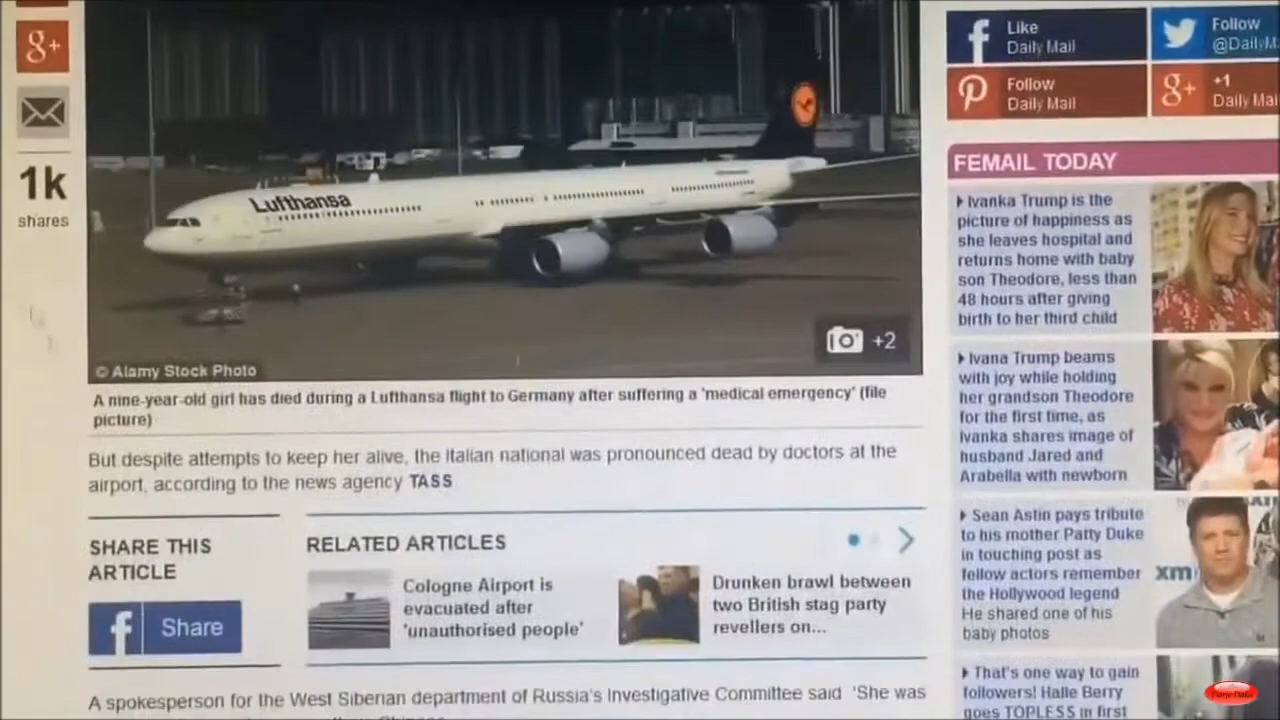 g+
1k
shares
Lufthansa
+2
© Alamy Stock Photo
A nine-year-old girl has died during a Lufthansa flight to Germany after suffering a 'medical emergency' (file
picture)
But despite attempts to keep her alive, the Italian national was pronounced dead by doctors at the
airport, according to the news agency TASS
SHARE THIS
ARTICLE
f Share
RELATED ARTICLES
Cologne Airport is
evacuated after
'unauthorised people'
Drunken brawl between
two British stag party
revellers on...
A spokesperson for the West Siberian department of Russia's Investigative Committee said 'She was
f Like
Daily Mail
Follow
@DailyMa
Follow
Daily Mail
g+ +1
Daily Mai
FEMAIL TODAY
Ivanka Trump is the
picture of happiness as
she leaves hospital and
returns home with baby
son Theodore, less than
48 hours after giving
birth to her third child
Ivana Trump beams
with joy while holding
her grandson Theodore
for the first time, as
Ivanka shares image of
husband Jared and
Arabella with newborn
Sean Astin pays tribute
to his mother Patty Duke
in touching post as
fellow actors remember
the Hollywood legend
He shared one of his
baby photos
xm
That's one way to gain
followers! Halle Berry
goes TOPLESS in first